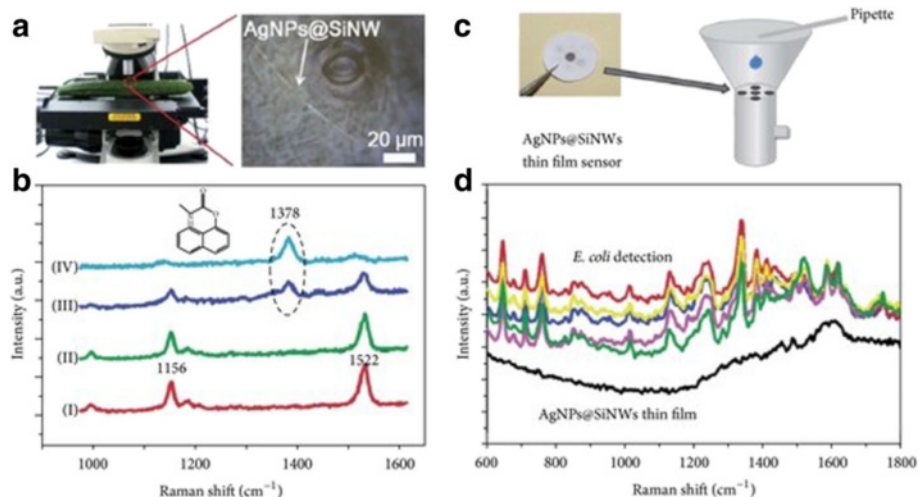 a
AgNPs@SiNW
20 μm
c
Pipette
AgNPs@SiNWs
thin film sensor
b
Intensity (a.u.)
O
O
1378
(IV)
(III)
(II)
(I)
1156
1522
1000 1200 1400 1600
Raman shift (cm⁻¹)
d
Intensity (a.u.)
E. coli detection
AgNPs@SiNWs thin film
600 800 1000 1200 1400 1600 1800
Raman shift (cm⁻¹)